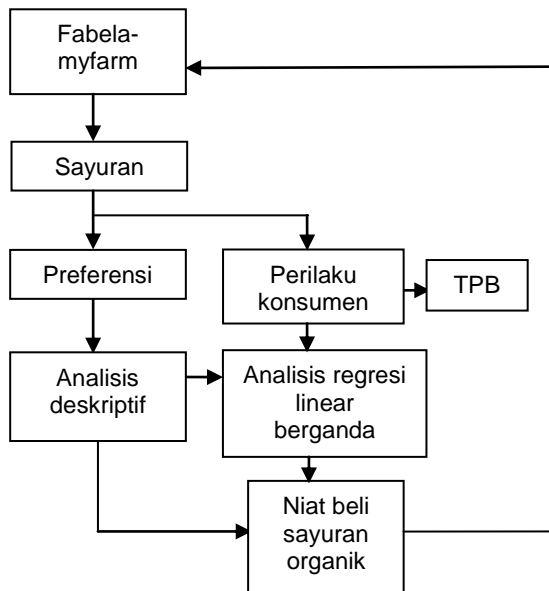 Fabela-
myfarm
Sayuran
Preferensi
Perilaku
konsumen
TPB
Analisis
deskriptif
Analisis regresi
linear
berganda
Niat beli
sayuran
organik